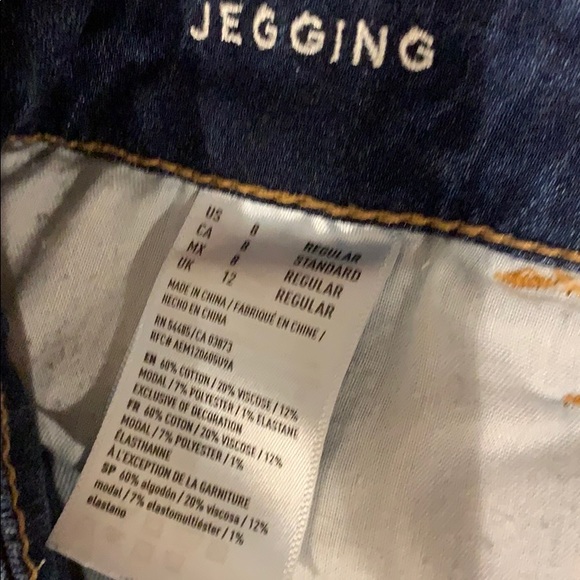 JEGGING
US 8 REGULAR
CA 8 STANDARD
MX 8 REGULAR
UK 12 REGULAR
MADE IN CHINA / FABRIQUÉ EN CHINE /
HECHO EN CHINA
RN 54485/CA 03873
RFC# AEM120605U9A
EN 60% COTTON / 20% VISCOSE / 12%
MODAL / 7% POLYESTER / 1% ELASTANE
EXCLUSIVE OF DECORATION
FR 60% COTON / 20% VISCOSE / 12%
MODAL / 7% POLYESTER / 1%
ÉLASTHANNE
À L'EXCEPTION DE LA GARNITURE
SP 60% algodón / 20% viscosa / 12%
modal / 7% elastomultiéster / 1%
elastano